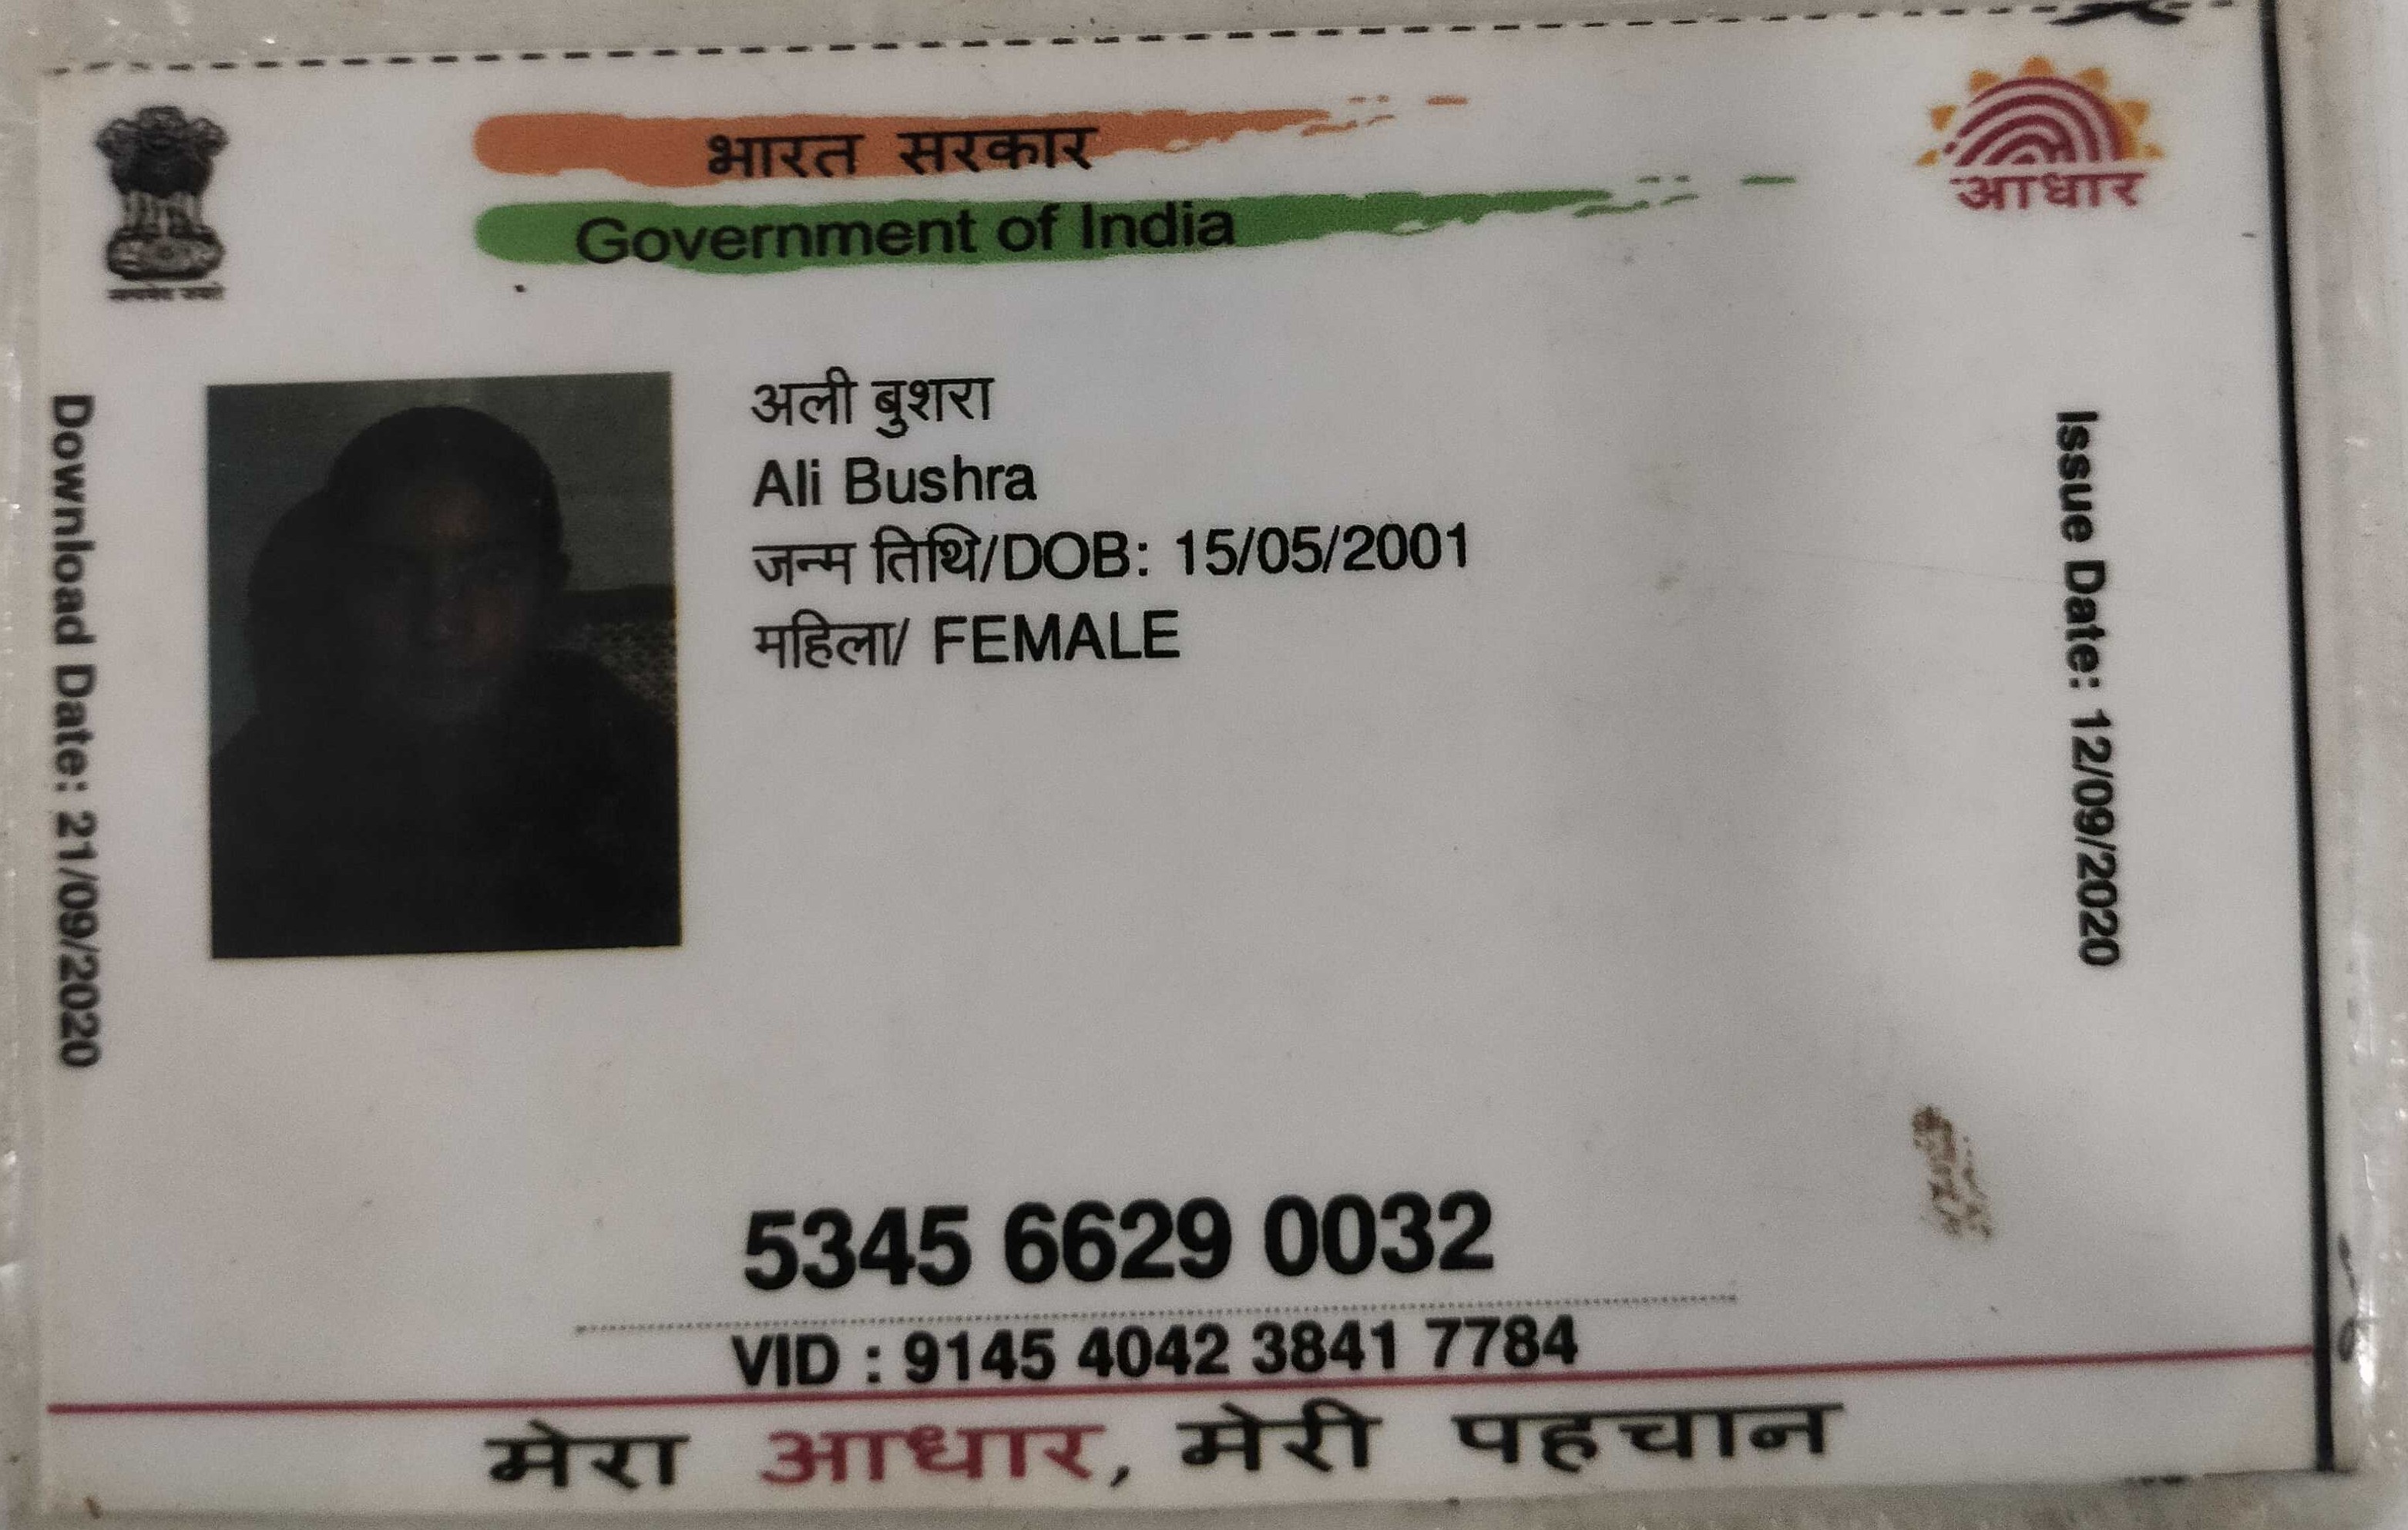 भारत सरकार
Government of India
आधार
Download Date: 21/09/2020
अली बुशरा
Ali Bushra
जन्म तिथि/DOB: 15/05/2001
महिला/ FEMALE
Issue Date: 12/09/2020
5345 6629 0032
VID : 9145 4042 3841 7784
मेरा आधार, मेरी पहचान